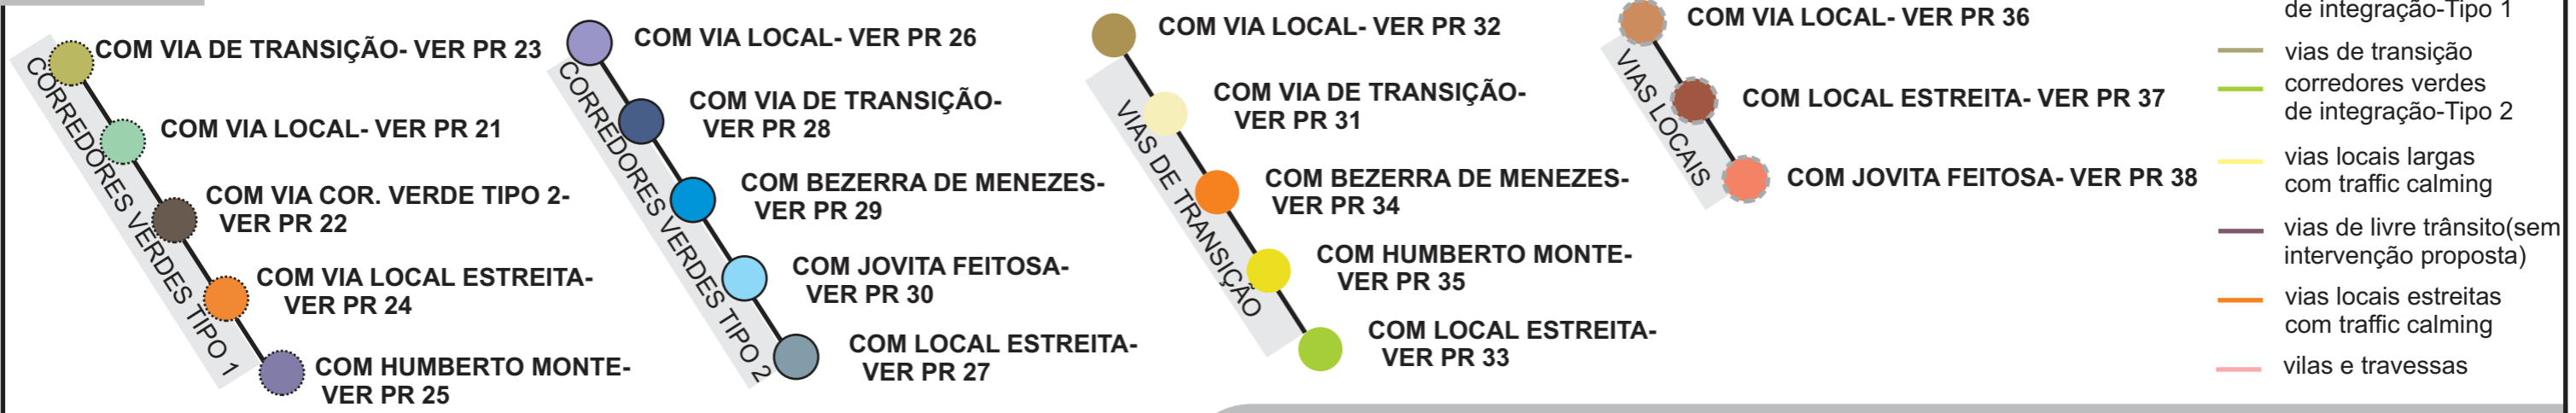 CORREDORES VERDES TIPO 1
COM VIA DE TRANSIÇÃO- VER PR 23
COM VIA LOCAL- VER PR 21
COM VIA COR. VERDE TIPO 2-
VER PR 22
COM VIA LOCAL ESTREITA-
VER PR 24
COM HUMBERTO MONTE-
VER PR 25
CORREDORES VERDES TIPO 2
COM VIA LOCAL- VER PR 26
COM VIA DE TRANSIÇÃO-
VER PR 28
COM BEZERRA DE MENEZES-
VER PR 29
COM JOVITA FEITOSA-
VER PR 30
COM LOCAL ESTREITA-
VER PR 27
VIAS DE TRANSIÇÃO
COM VIA LOCAL- VER PR 32
COM VIA DE TRANSIÇÃO-
VER PR 31
COM BEZERRA DE MENEZES-
VER PR 34
COM HUMBERTO MONTE-
VER PR 35
COM LOCAL ESTREITA-
VER PR 33
VIAS LOCAIS
COM VIA LOCAL- VER PR 36
COM LOCAL ESTREITA- VER PR 37
COM JOVITA FEITOSA- VER PR 38
de integração-Tipo 1
vias de transição
corredores verdes
de integração-Tipo 2
vias locais largas
com traffic calming
vias de livre trânsito(sem
intervenção proposta)
vias locais estreitas
com traffic calming
vilas e travessas